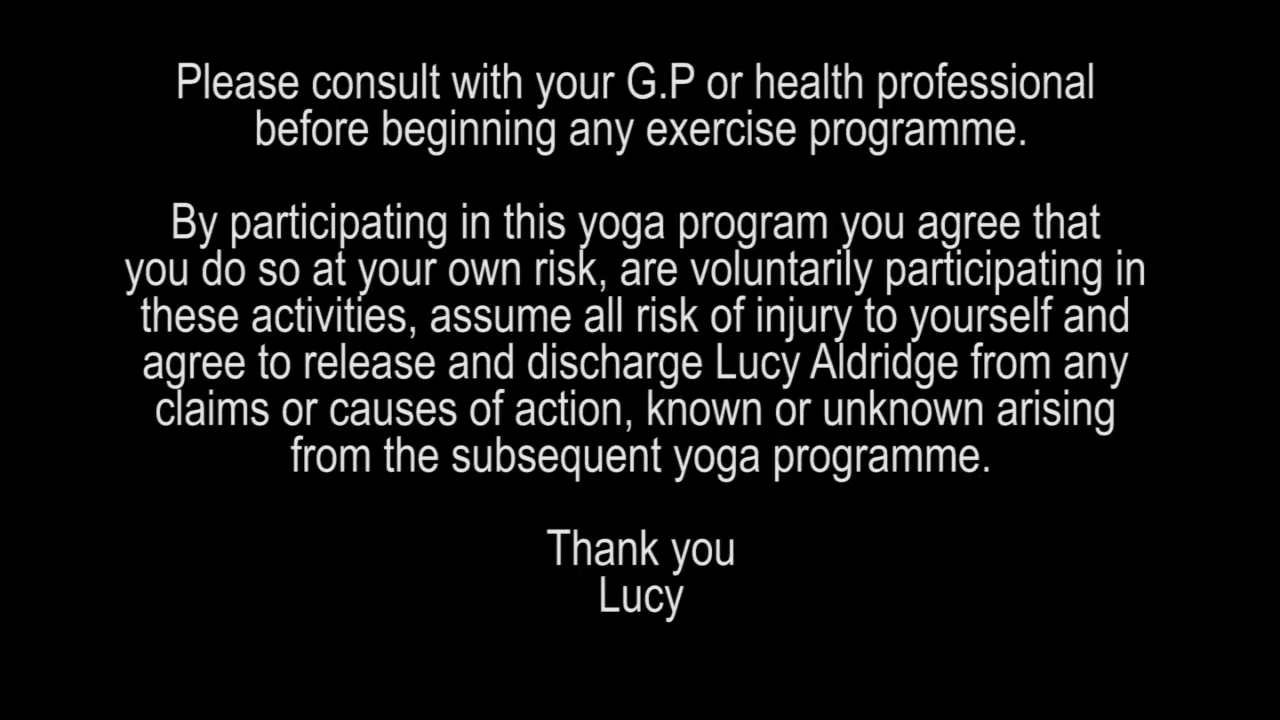 Please consult with your G.P or health professional
before beginning any exercise programme.
By participating in this yoga program you agree that
you do so at your own risk, are voluntarily participating in
these activities, assume all risk of injury to yourself and
agree to release and discharge Lucy Aldridge from any
claims or causes of action, known or unknown arising
from the subsequent yoga programme.
Thank you
Lucy